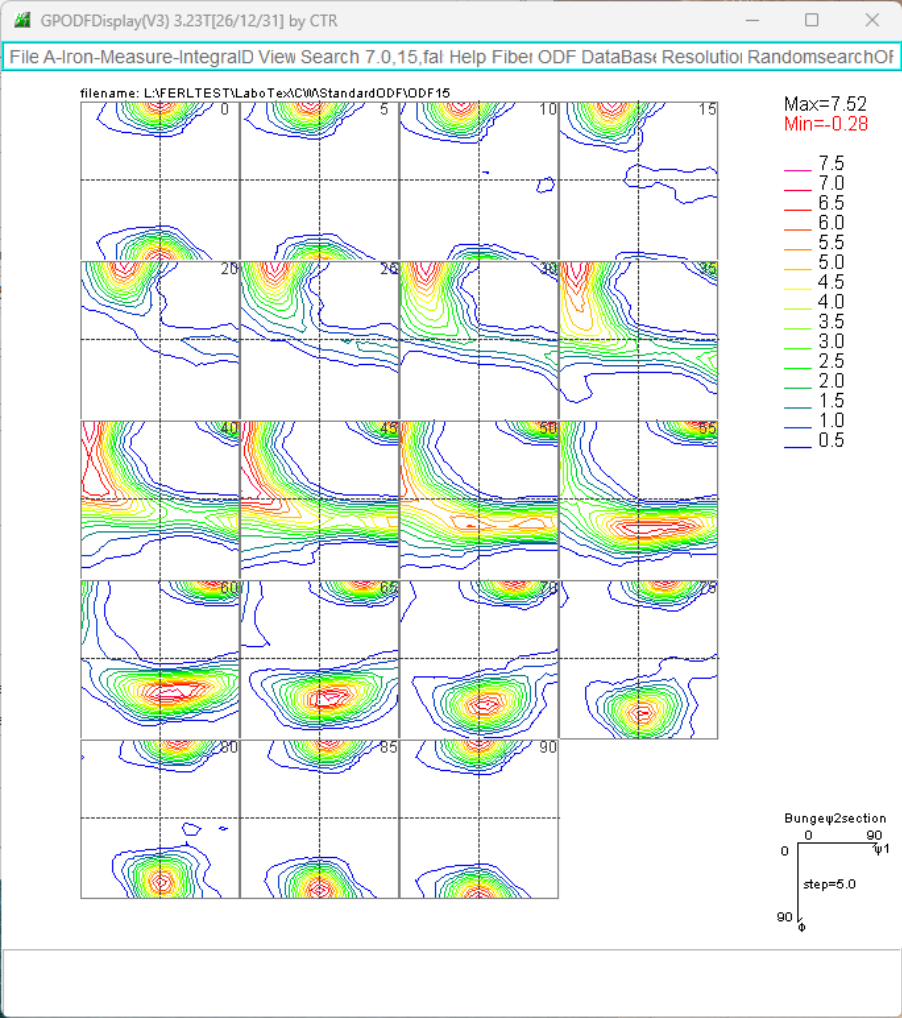 GPODFDisplay(V3) 3.23T[26/12/31] by CTR
File A-Iron-Measure-IntegralD View Search 7.0,15,fal Help Fiber ODF DataBase Resolution RandomsearchOF
filename: L:\FERLTEST\LaboTex\CW\StandardODF\ODF15
0 5 10 15
Max=7.52
Min=-0.28
7.5
7.0
6.5
6.0
5.5
5.0
4.5
4.0
3.5
3.0
2.5
2.0
1.5
1.0
0.5
20 25 30 35
40 45 50 55
60 65 70 75
80 85 90
Bungeψ2section
0 90
0 ψ1
step=5.0
90
Φ